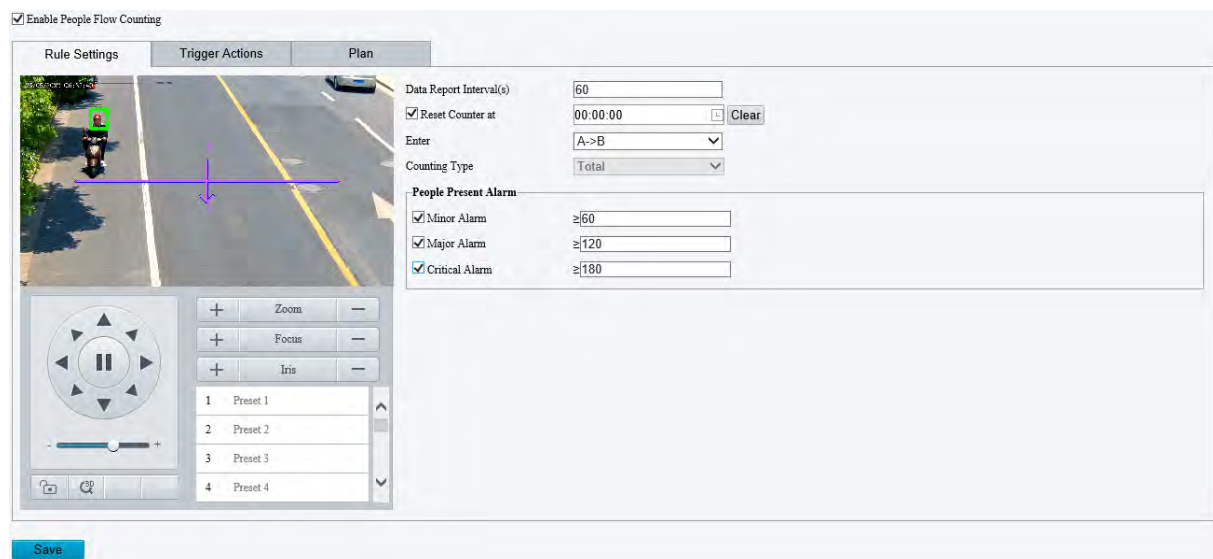 Enable People Flow Counting
Rule Settings Trigger Actions Plan
Data Report Interval(s) 60
Reset Counter at 00:00:00 Clear
Enter A->B
Counting Type Total
People Present Alarm
Minor Alarm ≥60
Major Alarm ≥120
Critical Alarm ≥180
+ Zoom −
+ Focus −
+ Iris −
1 Preset 1
2 Preset 2
3 Preset 3
4 Preset 4
- +
3D
Save